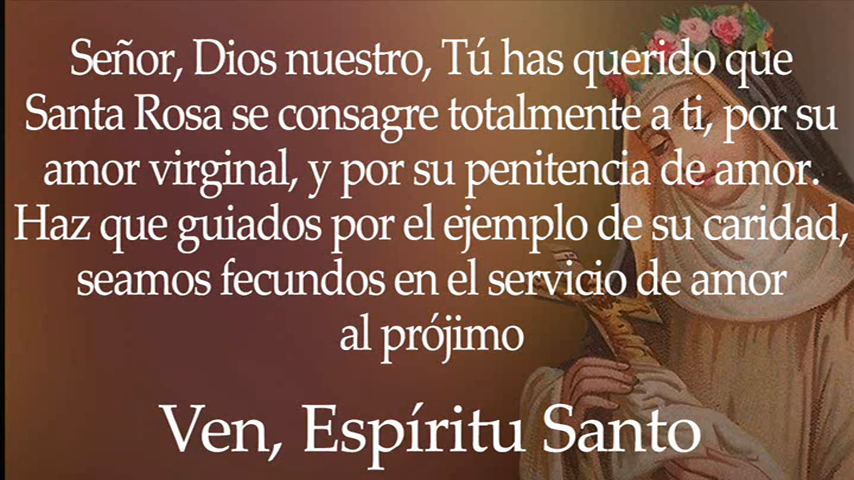 Señor, Dios nuestro, Tú has querido que
Santa Rosa se consagre totalmente a ti, por su
amor virginal, y por su penitencia de amor.
Haz que guiados por el ejemplo de su caridad,
seamos fecundos en el servicio de amor
al prójimo
Ven, Espíritu Santo